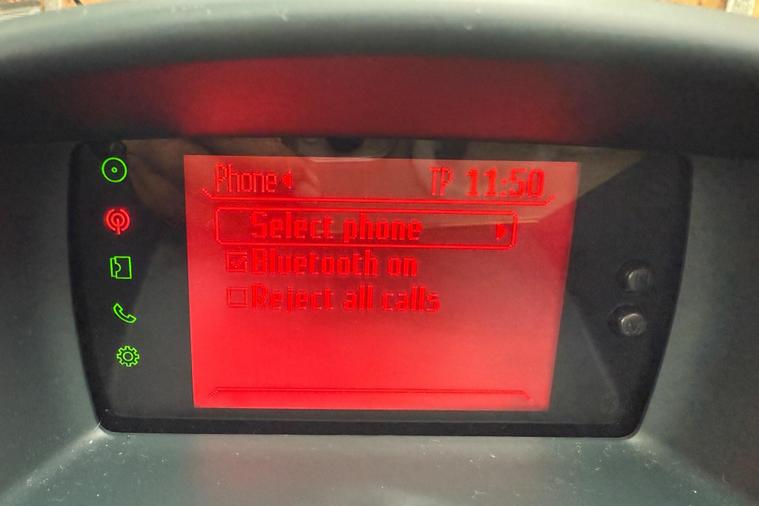 Phone
TP 11:50
Select phone
Bluetooth on
Reject all calls